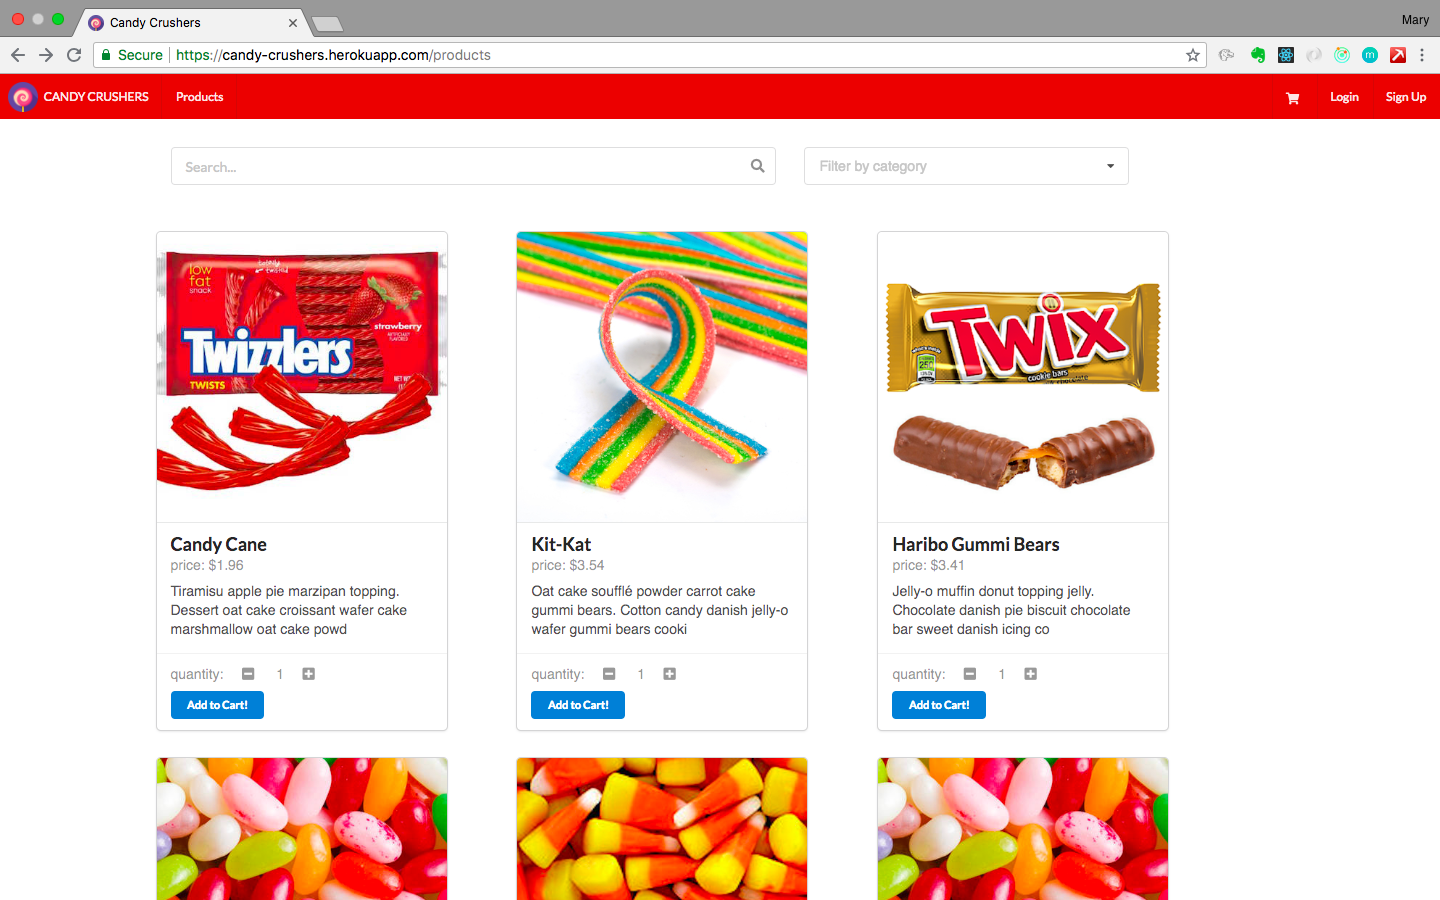 Candy Crushers
Mary
Secure
https://candy-crushers.herokuapp.com/products
m
CANDY CRUSHERS
Products
Login
Sign Up
Search...
Filter by category
low
fat
snack
strawberry
Twizzlers
TWISTS
TWIX
cookie bars
250
Candy Cane
price: $1.96
Tiramisu apple pie marzipan topping.
Dessert oat cake croissant wafer cake
marshmallow oat cake powd
quantity:
1
Add to Cart!
Kit-Kat
price: $3.54
Oat cake soufflé powder carrot cake
gummi bears. Cotton candy danish jelly-o
wafer gummi bears cooki
quantity:
1
Add to Cart!
Haribo Gummi Bears
price: $3.41
Jelly-o muffin donut topping jelly.
Chocolate danish pie biscuit chocolate
bar sweet danish icing co
quantity:
1
Add to Cart!